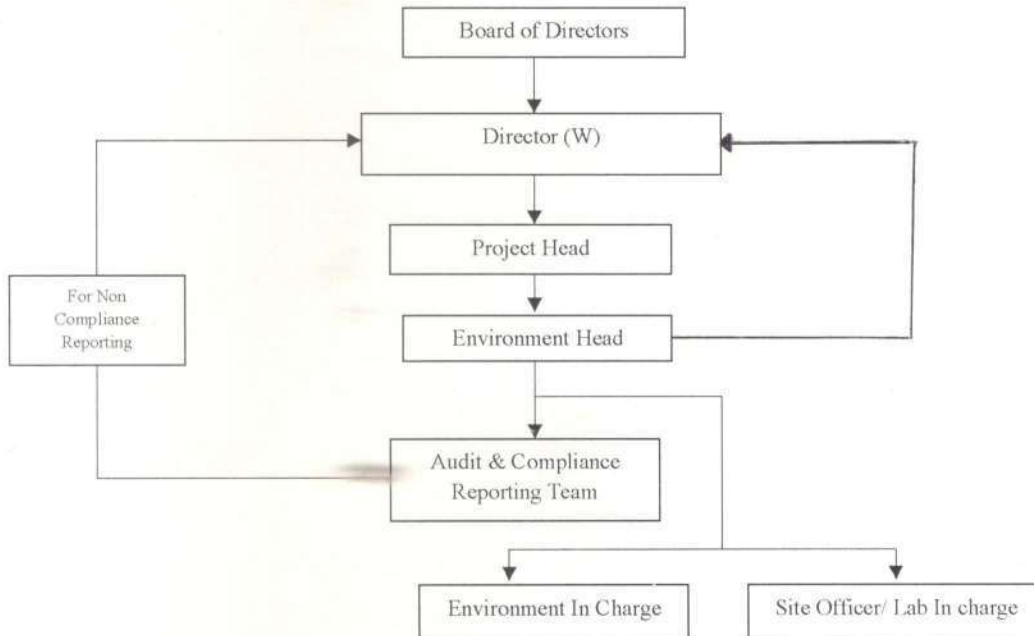 Board of Directors
Director (W)
Project Head
For Non
Compliance
Reporting
Environment Head
Audit & Compliance
Reporting Team
Environment In Charge
Site Officer/ Lab In charge